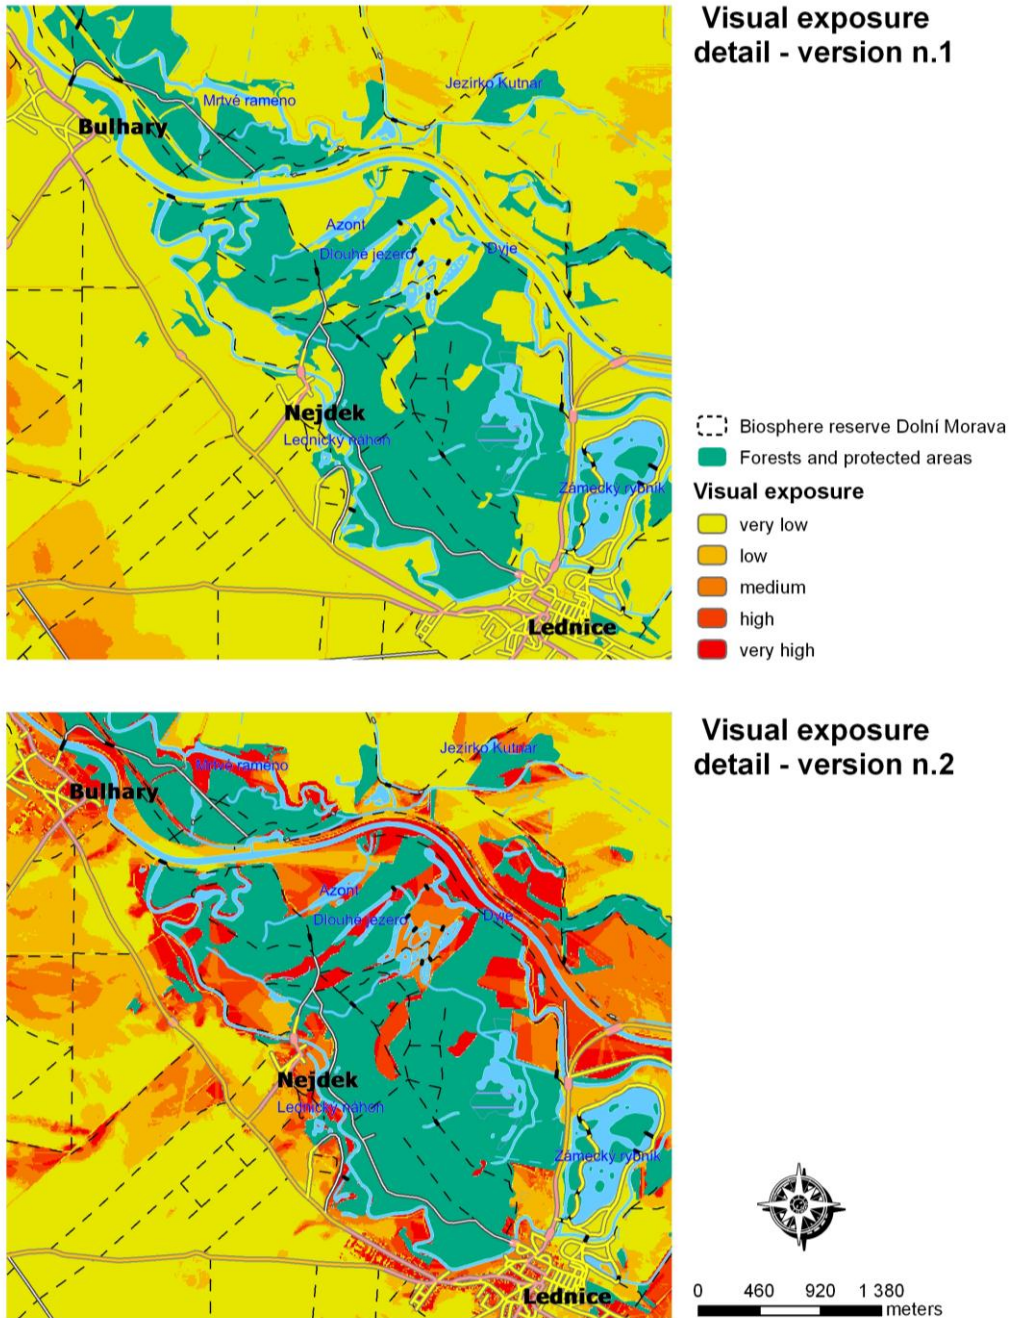 Visual exposure
detail - version n.1
Jezírko Kutnar
Mrtvé rameno
Bulhary
Azont
Dlouhé jezero
Dyje
Nejdek
Lednický náhon
Zámecký rybník
Lednice
Biosphere reserve Dolní Morava
Forests and protected areas
Visual exposure
very low
low
medium
high
very high
Visual exposure
detail - version n.2
Jezírko Kutnar
Mrtvé rameno
Bulhary
Azont
Dlouhé jezero
Dyje
Nejdek
Lednický náhon
Zámecký rybník
Lednice
0 460 920 1 380
meters